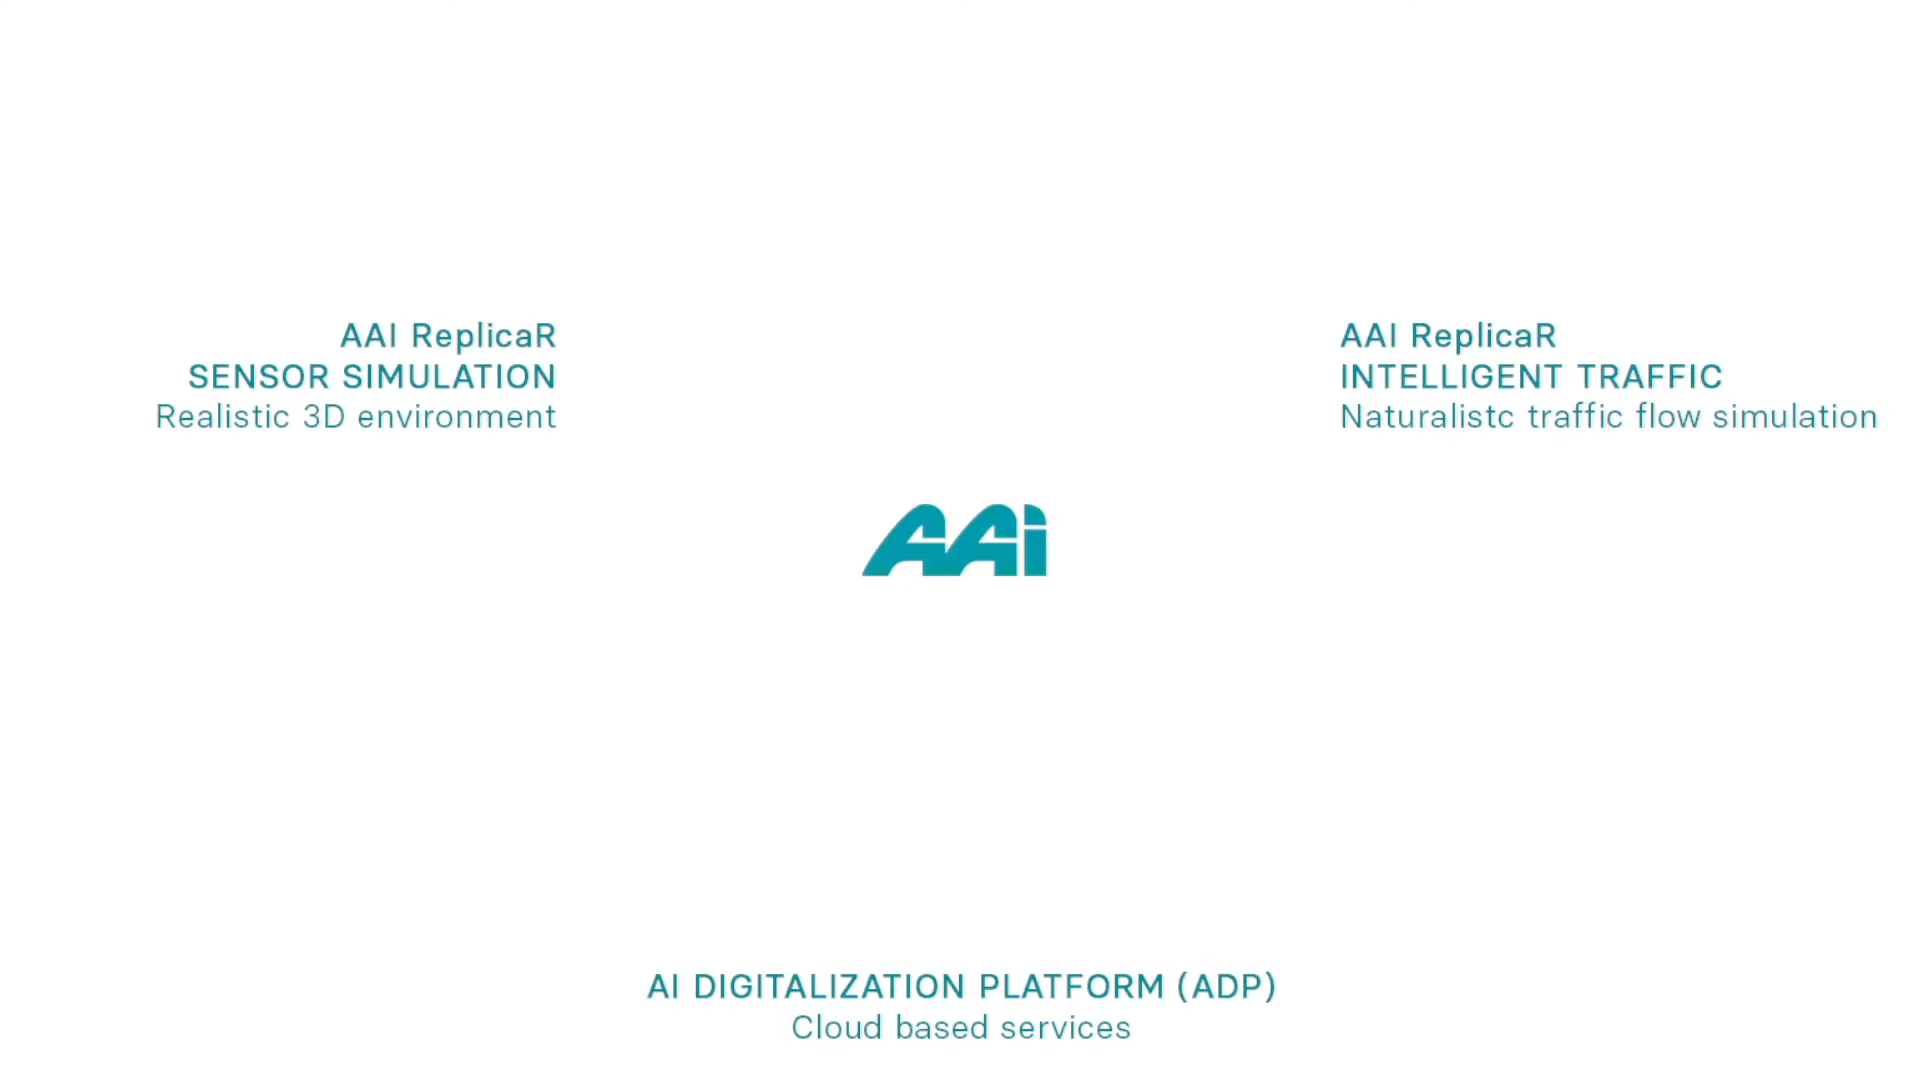 AAI ReplicaR
SENSOR SIMULATION
Realistic 3D environment
AAI ReplicaR
INTELLIGENT TRAFFIC
Naturalistc traffic flow simulation
AAi
AI DIGITALIZATION PLATFORM (ADP)
Cloud based services